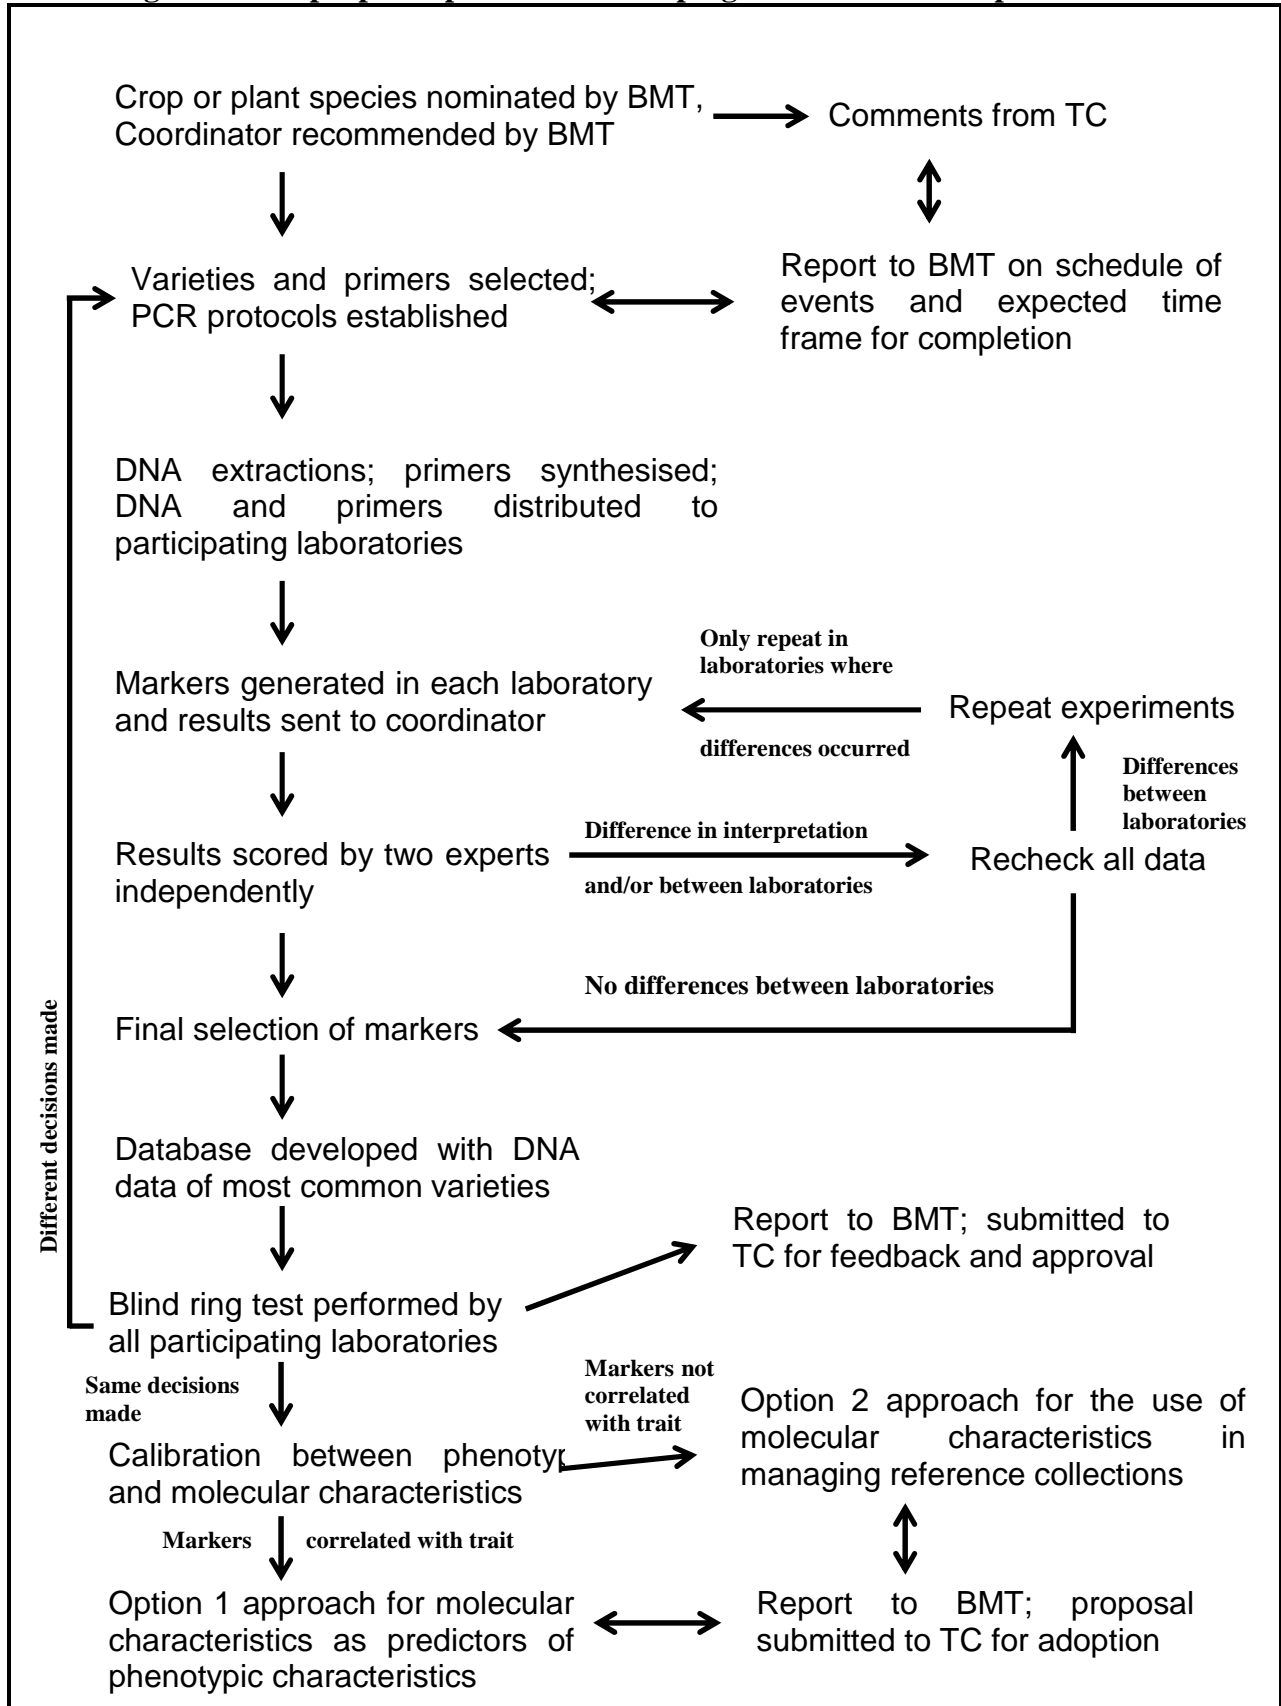 Crop or plant species nominated by BMT,
Coordinator recommended by BMT
Comments from TC
Varieties and primers selected;
PCR protocols established
Report to BMT on schedule of
events and expected time
frame for completion
DNA extractions; primers synthesised;
DNA and primers distributed to
participating laboratories
Only repeat in
laboratories where
differences occurred
Markers generated in each laboratory
and results sent to coordinator
Repeat experiments
Differences
between
laboratories
Difference in interpretation
and/or between laboratories
Results scored by two experts
independently
Recheck all data
No differences between laboratories
Final selection of markers
Different decisions made
Database developed with DNA
data of most common varieties
Report to BMT; submitted to
TC for feedback and approval
Blind ring test performed by
all participating laboratories
Same decisions
made
Markers not
correlated
with trait
Option 2 approach for the use of
molecular characteristics in
managing reference collections
Calibration between phenotyp
and molecular characteristics
Markers correlated with trait
Option 1 approach for molecular
characteristics as predictors of
phenotypic characteristics
Report to BMT; proposal
submitted to TC for adoption